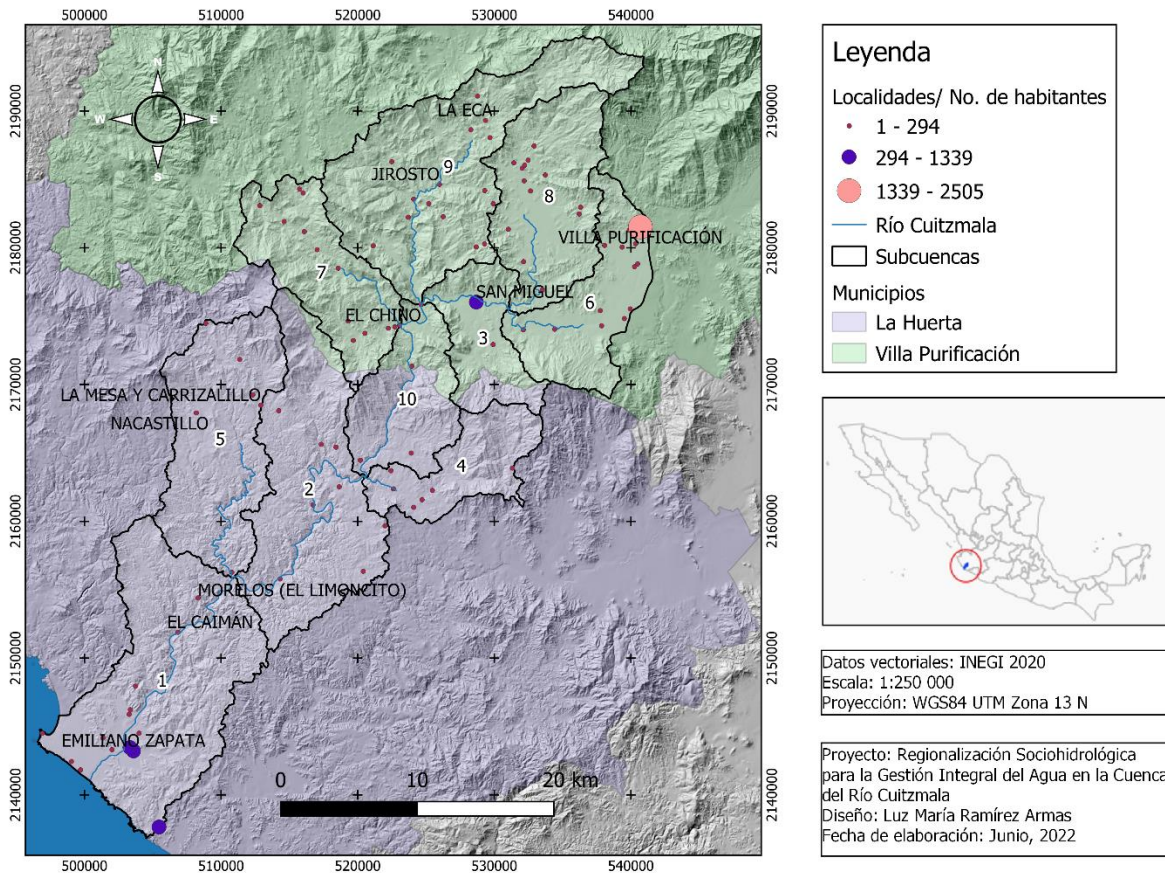 500000 510000 520000 530000 540000
2190000
2180000
2170000
2160000
2150000
2140000
N
W E
S
LA ECA
9
JIROSTO
8
VILLA PURIFICACIÓN
7
SAN MIGUEL
6
EL CHINO
3
LA MESA Y CARRIZALILLO
10
NACASTILLO
5
4
2
MORELOS (EL LIMONCITO)
EL CAIMÁN
1
EMILIANO ZAPATA
0 10 20 km
2190000
2180000
2170000
2160000
2150000
2140000
500000 510000 520000 530000 540000
Leyenda
Localidades/ No. de habitantes
1 - 294
294 - 1339
1339 - 2505
Río Cuitzmala
Subcuencas
Municipios
La Huerta
Villa Purificación
Datos vectoriales: INEGI 2020
Escala: 1:250 000
Proyección: WGS84 UTM Zona 13 N
Proyecto: Regionalización Sociohidrológica
para la Gestión Integral del Agua en la Cuenca
del Río Cuitzmala
Diseño: Luz María Ramírez Armas
Fecha de elaboración: Junio, 2022